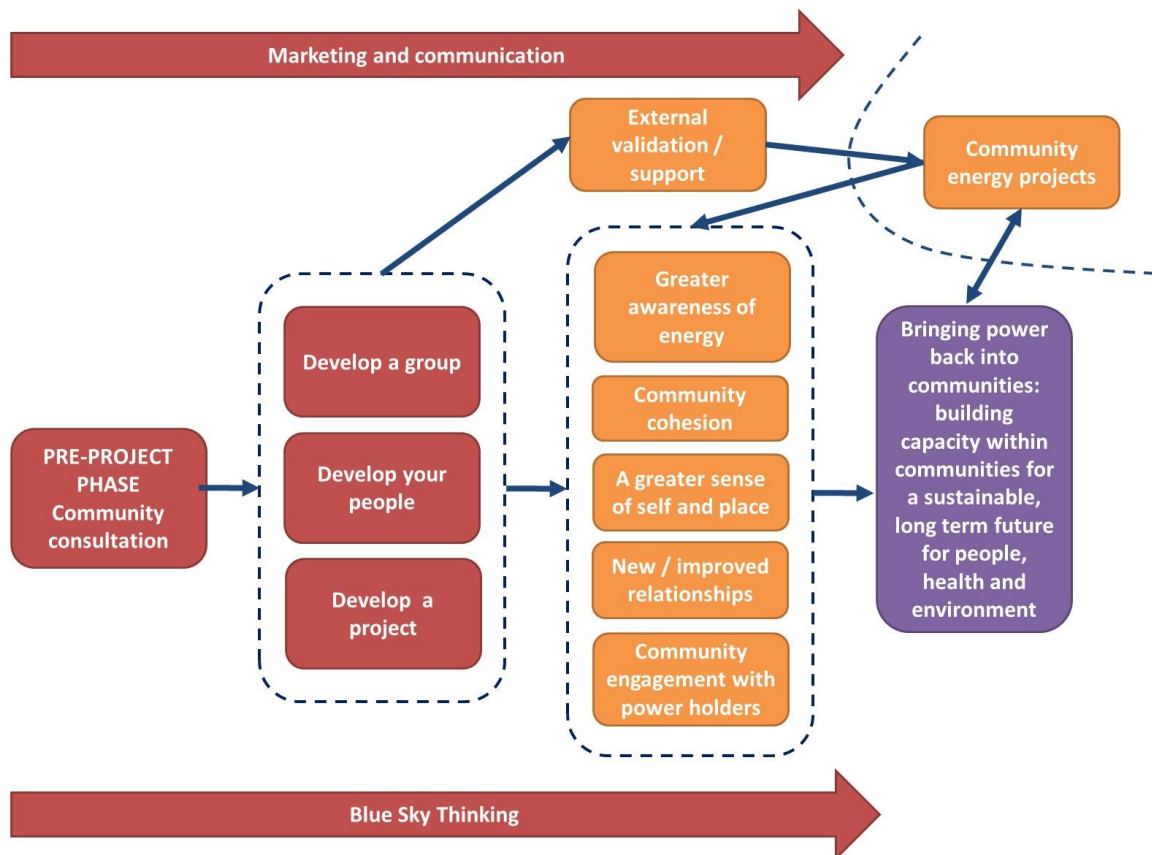 Marketing and communication
External
validation /
support
Community
energy projects
Greater
awareness of
energy
Develop a group
Community
cohesion
Bringing power
back into
communities:
building
capacity within
communities for
a sustainable,
long term future
for people,
health and
environment
PRE-PROJECT
PHASE
Community
consultation
Develop your
people
A greater sense
of self and place
New / improved
relationships
Develop  a
project
Community
engagement with
power holders
Blue Sky Thinking